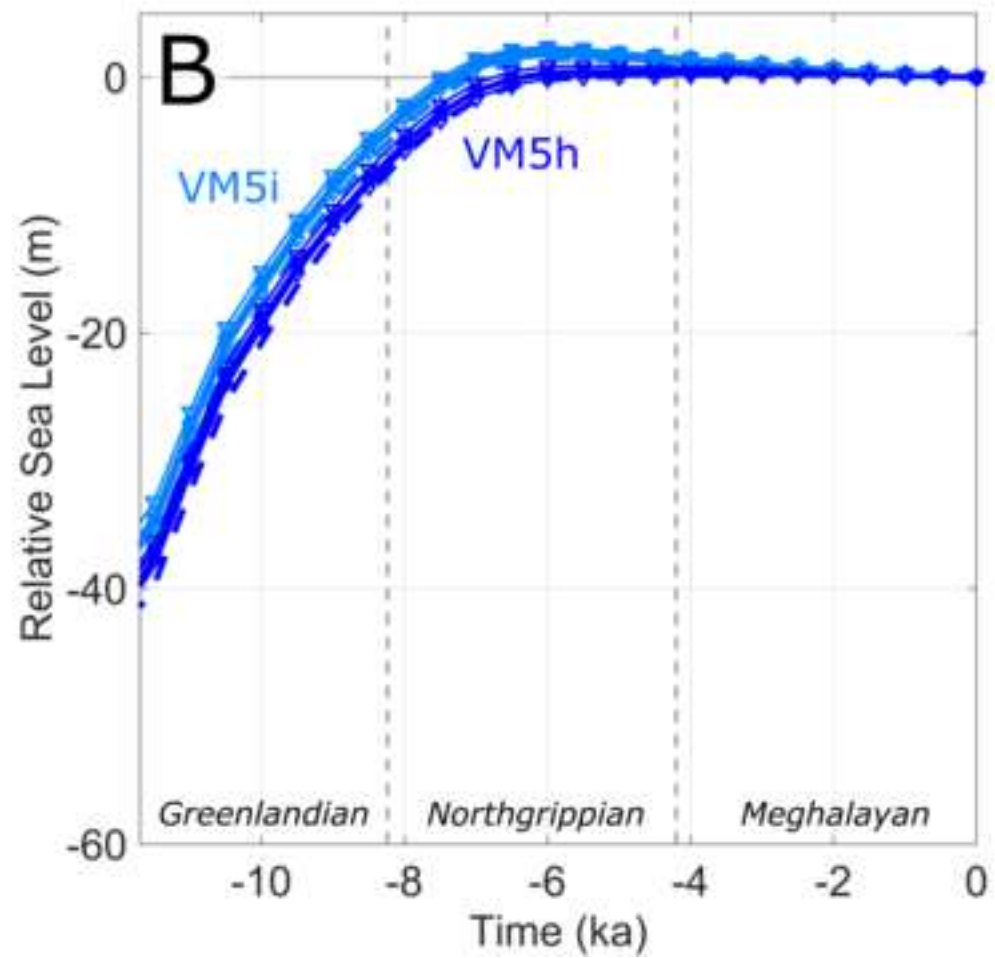 B
0
VM5i
VM5h
-20
Relative Sea Level (m)
-40
Greenlandian
Northgrippian
Meghalayan
-60
-10
-8
-6
-4
-2
0
Time (ka)